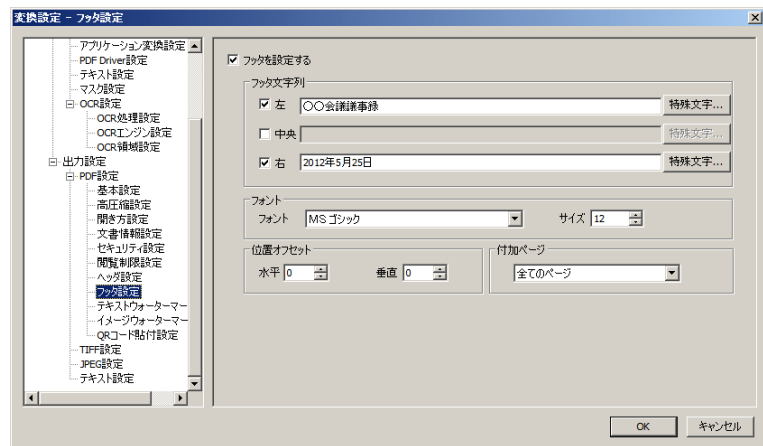 変換設定 - フッタ設定
アプリケーション変換設定
PDF Driver設定
テキスト設定
マスク設定
OCR設定
OCR処理設定
OCRエンジン設定
OCR領域設定
出力設定
PDF設定
基本設定
高圧縮設定
開き方設定
文書情報設定
セキュリティ設定
閲覧制限設定
ヘッダ設定
フッタ設定
テキストウォーターマー
イメージウォーターマー
QRコード貼付設定
TIFF設定
JPEG設定
テキスト設定
フッタを設定する
フッタ文字列
左 〇〇会議議事録 特殊文字...
中央 特殊文字...
右 2012年5月25日 特殊文字...
フォント
フォント MS ゴシック サイズ 12
位置オフセット
水平 0 垂直 0
付加ページ
全てのページ
OK キャンセル